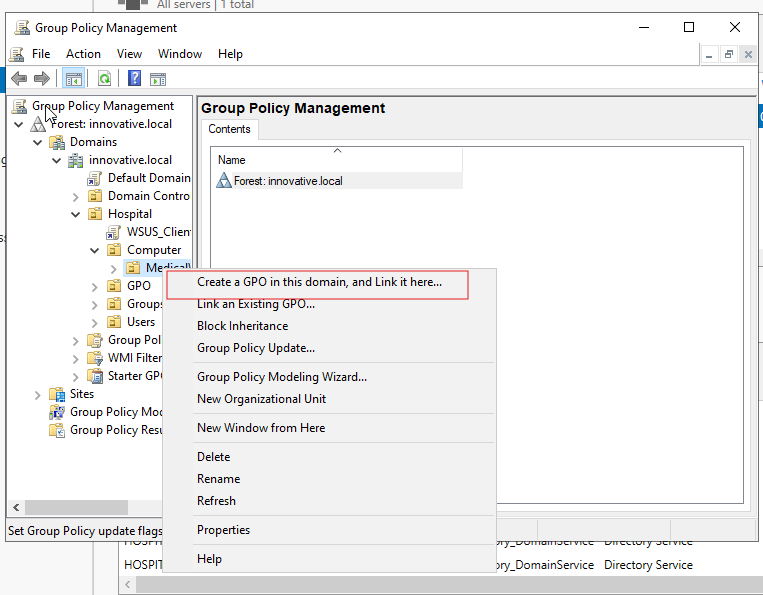 All servers | 1 total
Group Policy Management
File Action View Window Help
Group Policy Management
Forest: innovative.local
Domains
innovative.local
Default Domain
Domain Contro
Hospital
WSUS_Client
Computer
Medical
GPO
Groups
Users
Group Pol
WMI Filter
Starter GPO
Sites
Group Policy Mod
Group Policy Resu
Group Policy Management
Contents
Name
Forest: innovative.local
Create a GPO in this domain, and Link it here...
Link an Existing GPO...
Block Inheritance
Group Policy Update...
Group Policy Modeling Wizard...
New Organizational Unit
New Window from Here
Delete
Rename
Refresh
Properties
Help
Set Group Policy update flags
HOSPIT ory_DomainService Directory Service
HOSPIT ory_DomainService Directory Service